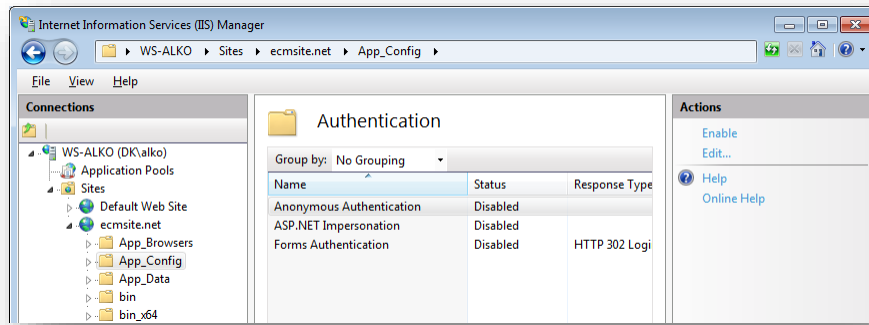 Internet Information Services (IIS) Manager
WS-ALKO Sites ecmsite.net App_Config
File View Help
Connections
WS-ALKO (DK\alko)
Application Pools
Sites
Default Web Site
ecmsite.net
App_Browsers
App_Config
App_Data
bin
bin_x64
Authentication
Group by: No Grouping
Name Status Response Type
Anonymous Authentication Disabled
ASP.NET Impersonation Disabled
Forms Authentication Disabled HTTP 302 Logi
Actions
Enable
Edit...
Help
Online Help